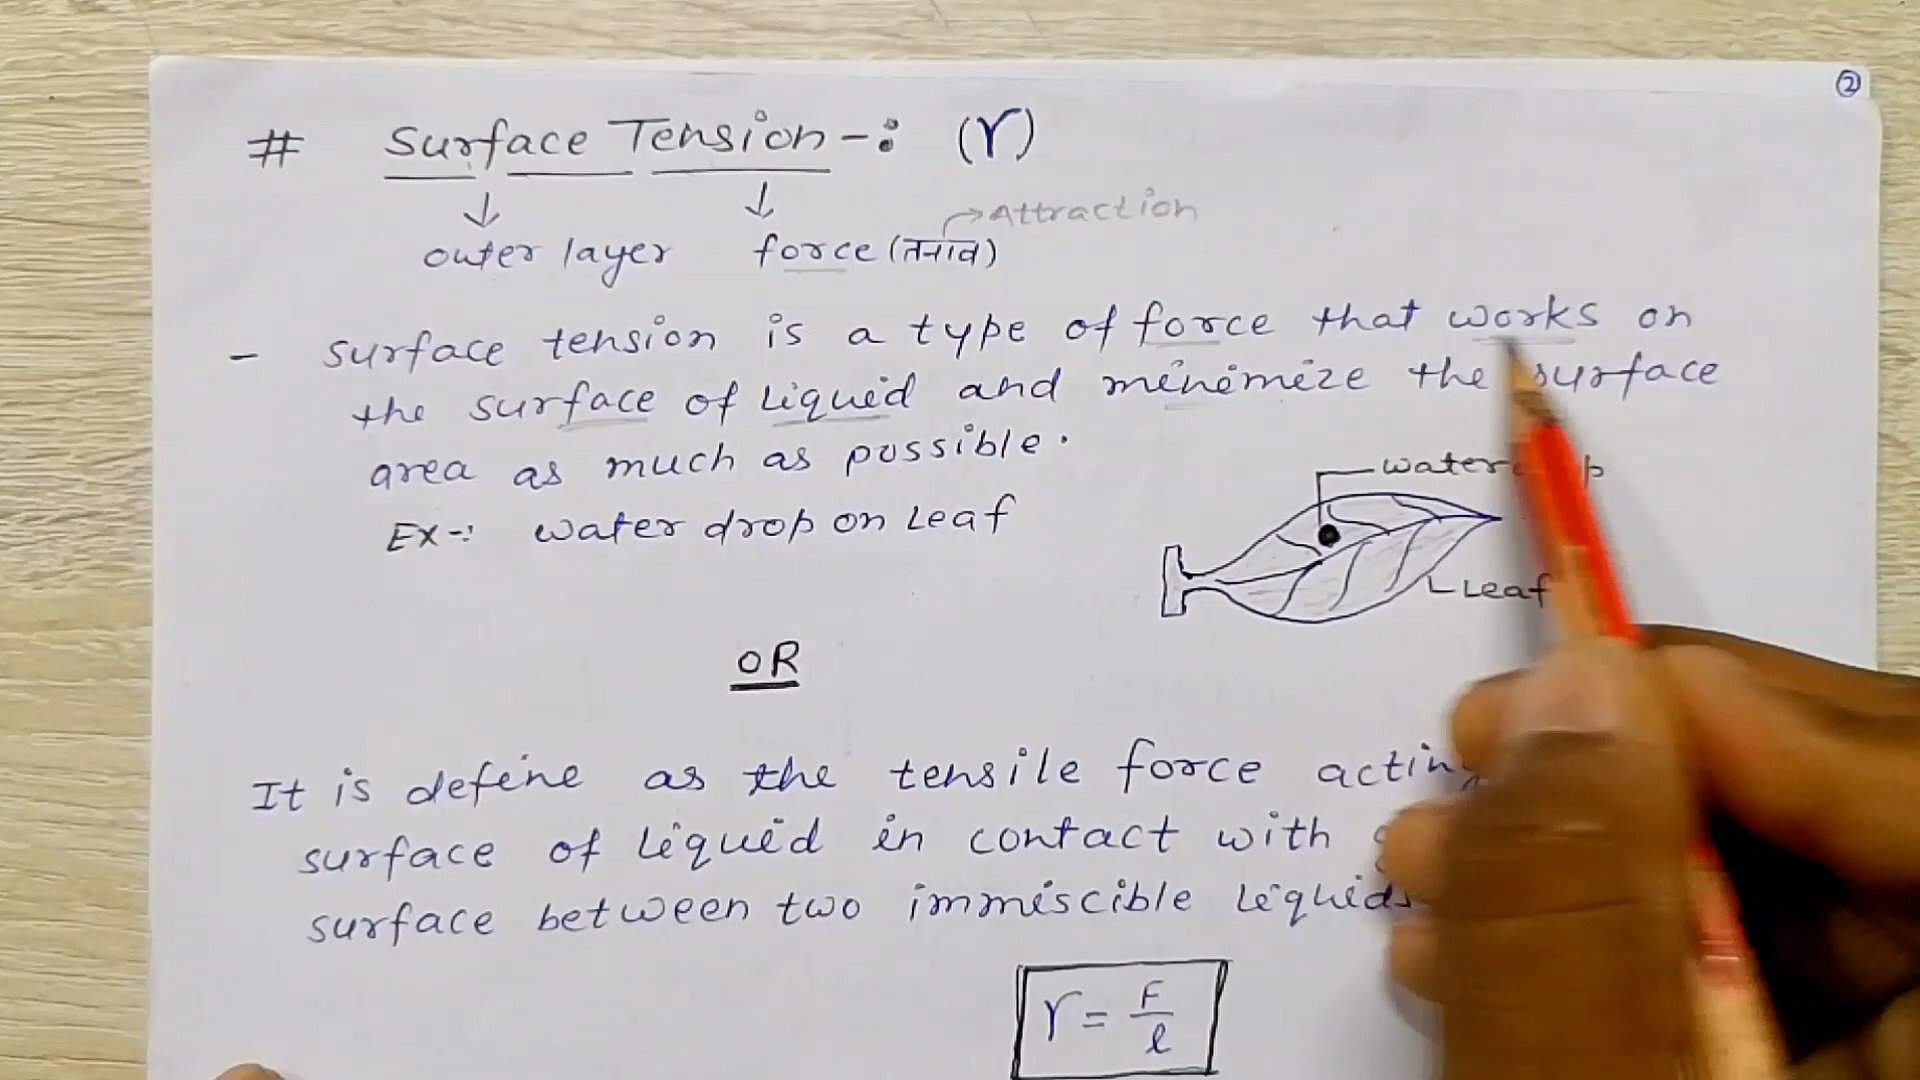 ②
# Surface Tension -: (γ)
→ Attraction
outer layer force (तनाव)
- surface tension is a type of force that works on
the surface of Liquid and minimize the surface
area as much as possible.
water
Ex -: water drop on Leaf
Leaf
OR
It is define as the tensile force
surface of liquid in contact with
surface between two immiscible liquids
γ = F/l